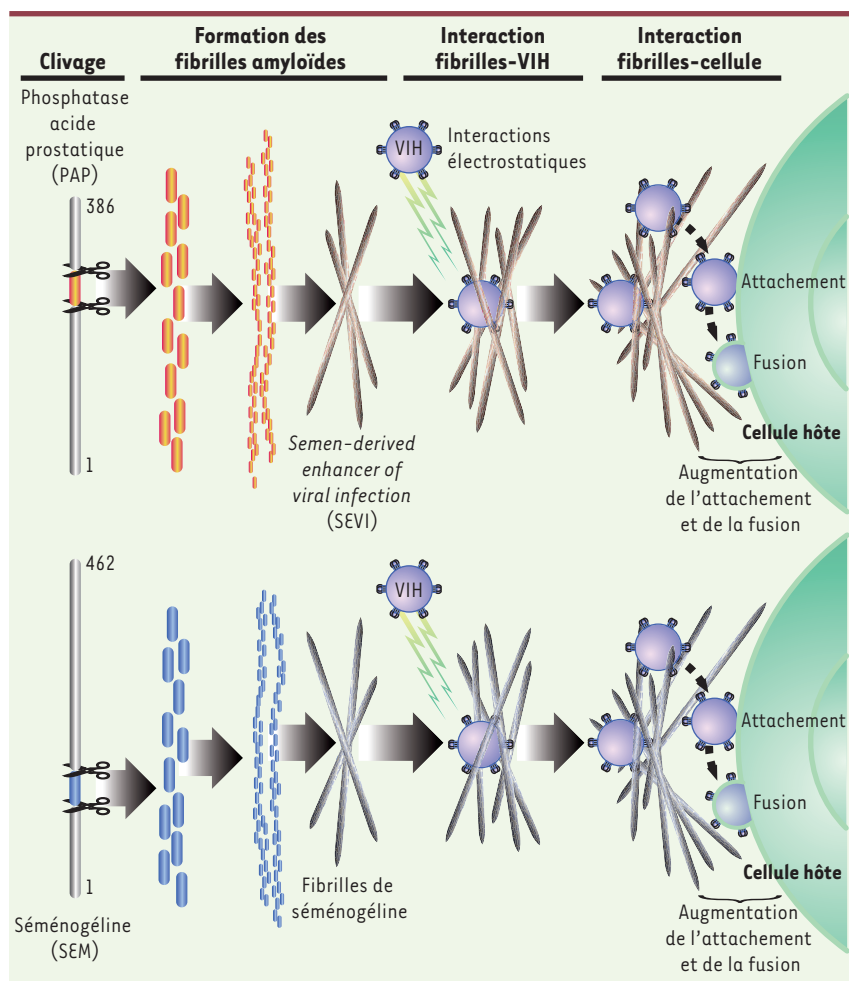 Clivage
Formation des
fibrilles amyloïdes
Interaction
fibrilles-VIH
Interaction
fibrilles-cellule
Phosphatase
acide
prostatique
(PAP)
386
1
VIH
Interactions
électrostatiques
Semen-derived
enhancer of
viral infection
(SEVI)
Attachement
Fusion
Cellule hôte
Augmentation
de l'attachement
et de la fusion
462
1
Séménogéline
(SEM)
VIH
Fibrilles de
séménogéline
Attachement
Fusion
Cellule hôte
Augmentation
de l'attachement
et de la fusion